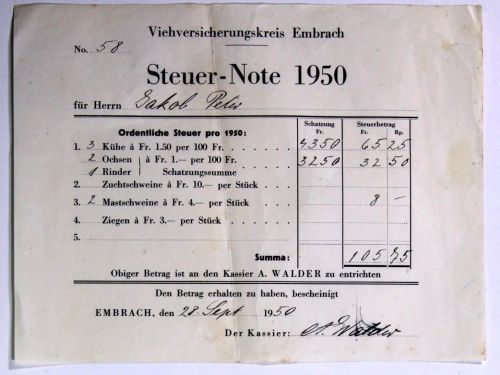 Viehversicherungskreis Embrach
No. 58
Steuer-Note 1950
für Herrn Jakob Peter
Schatzung Fr. Steuerbetrag Fr. Rp.
Ordentliche Steuer pro 1950:
1. 3 Kühe à Fr. 1.50 per 100 Fr. . . . . . . 4350 65 25
2 Ochsen } à Fr. 1.— per 100 Fr. . . . . . 3250 32 50
1 Rinder } Schatzungssumme
2. Zuchtschweine à Fr. 10.— per Stück . . . .
3. 2 Mastschweine à Fr. 4.— per Stück . . . . 8 —
4. Ziegen à Fr. 3.— per Stück . . . . . .
5.
Summa: 105 75
Obiger Betrag ist an den Kassier A. WALDER zu entrichten
Den Betrag erhalten zu haben, bescheinigt
EMBRACH, den 28. Sept. 1950
Der Kassier: A. Walder